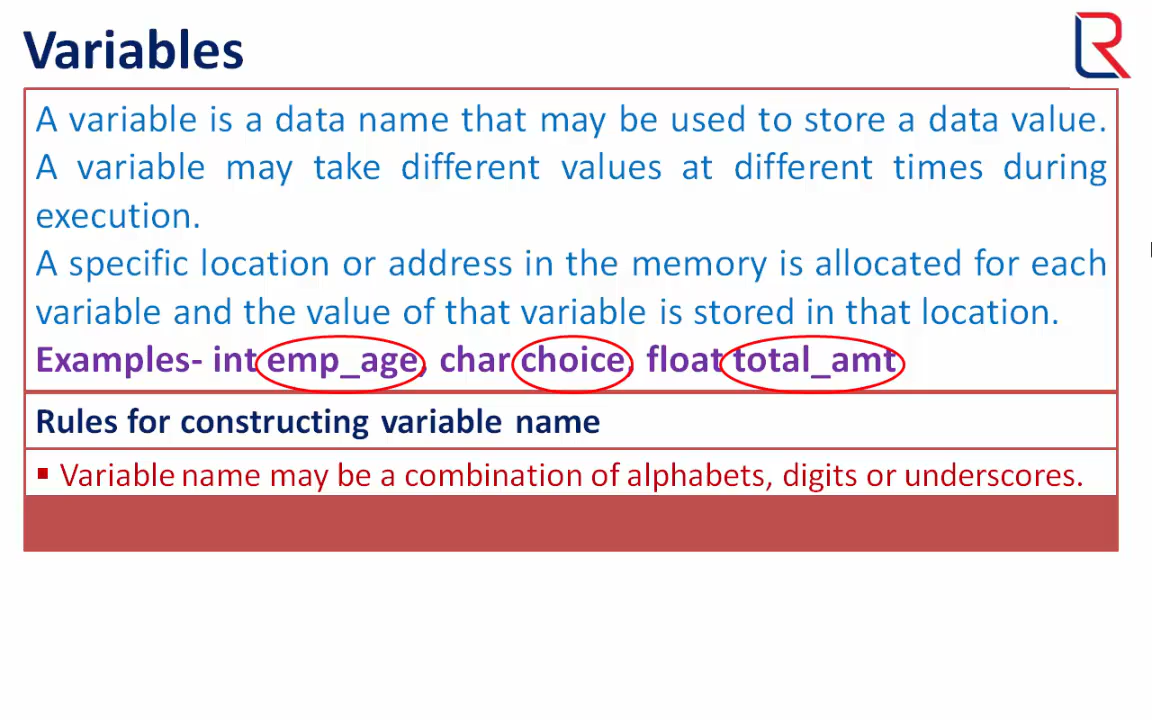 Variables
A variable is a data name that may be used to store a data value.
A variable may take different values at different times during
execution.
A specific location or address in the memory is allocated for each
variable and the value of that variable is stored in that location.
Examples- int emp_age, char choice, float total_amt
Rules for constructing variable name
▪ Variable name may be a combination of alphabets, digits or underscores.